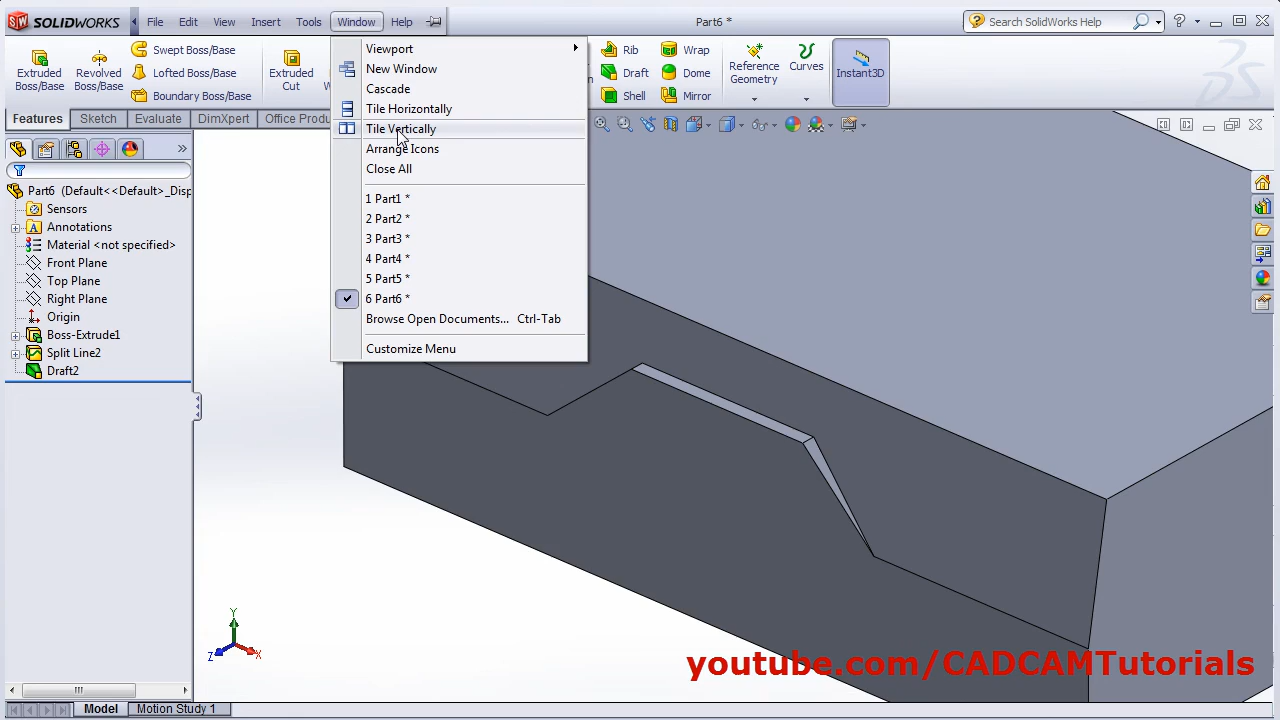 SOLIDWORKS
File Edit View Insert Tools Window Help
Part6 *
Search SolidWorks Help
Extruded Boss/Base
Revolved Boss/Base
Swept Boss/Base
Lofted Boss/Base
Boundary Boss/Base
Extruded Cut
Rib
Draft
Shell
Wrap
Dome
Mirror
Reference Geometry
Curves
Instant3D
Features Sketch Evaluate DimXpert Office Produ
Viewport
New Window
Cascade
Tile Horizontally
Tile Vertically
Arrange Icons
Close All
1 Part1 *
2 Part2 *
3 Part3 *
4 Part4 *
5 Part5 *
6 Part6 *
Browse Open Documents... Ctrl-Tab
Customize Menu
Part6 (Default<<Default>_Disp
Sensors
Annotations
Material <not specified>
Front Plane
Top Plane
Right Plane
Origin
Boss-Extrude1
Split Line2
Draft2
Y
Z
X
youtube.com/CADCAMTutorials
Model Motion Study 1